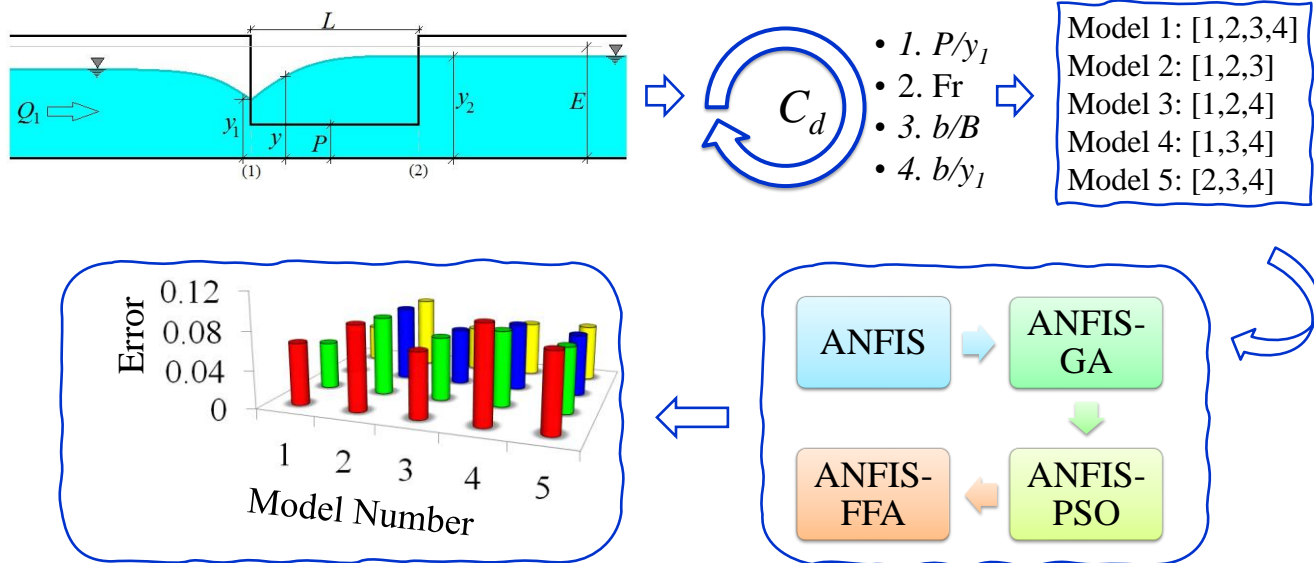 L
Q₁
y₁
y
P
y₂
E
(1)
(2)
C_d
• 1. P/y₁
• 2. Fr
• 3. b/B
• 4. b/y₁
Model 1: [1,2,3,4]
Model 2: [1,2,3]
Model 3: [1,2,4]
Model 4: [1,3,4]
Model 5: [2,3,4]
Error
0.12
0.08
0.04
0
1
2
3
4
5
Model Number
ANFIS
ANFIS-
GA
ANFIS-
FFA
ANFIS-
PSO